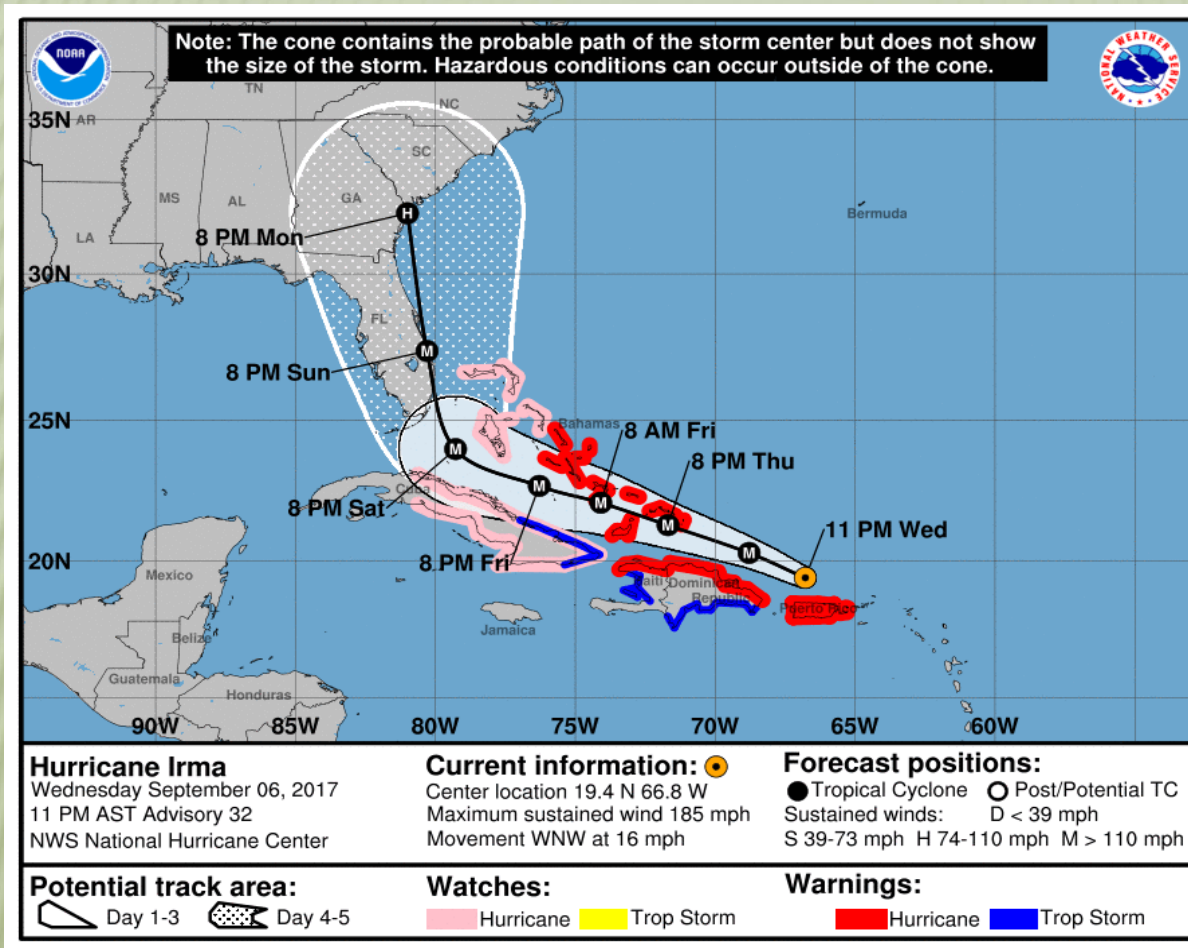 Note: The cone contains the probable path of the storm center but does not show
the size of the storm. Hazardous conditions can occur outside of the cone.
NOAA
NATIONAL WEATHER SERVICE
TN
NC
35N
AR
SC
MS
AL
GA
Bermuda
LA
8 PM Mon
H
30N
FL
M
8 PM Sun
25N
Bahamas
8 AM Fri
M
8 PM Thu
Cuba
M
M
8 PM Sat
M
11 PM Wed
M
20N
8 PM Fri
Mexico
Haiti
Dominican
Republic
Puerto Rico
Jamaica
Belize
Guatemala
Honduras
90W
85W
80W
75W
70W
65W
60W
Hurricane Irma
Wednesday September 06, 2017
11 PM AST Advisory 32
NWS National Hurricane Center
Current information:
Center location 19.4 N 66.8 W
Maximum sustained wind 185 mph
Movement WNW at 16 mph
Forecast positions:
Tropical Cyclone Post/Potential TC
Sustained winds: D < 39 mph
S 39-73 mph H 74-110 mph M > 110 mph
Potential track area:
Day 1-3 Day 4-5
Watches:
Hurricane Trop Storm
Warnings:
Hurricane Trop Storm